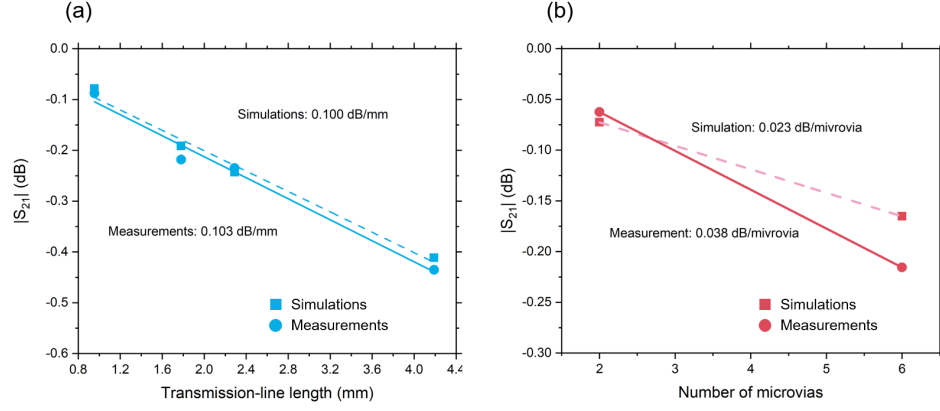 (a)
0.0
-0.1
-0.2
-0.3
-0.4
-0.5
-0.6
|S21| (dB)
Simulations: 0.100 dB/mm
Measurements: 0.103 dB/mm
Simulations
Measurements
0.8 1.2 1.6 2.0 2.4 2.8 3.2 3.6 4.0 4.4
Transmission-line length (mm)
(b)
0.00
-0.05
-0.10
-0.15
-0.20
-0.25
-0.30
|S21| (dB)
Simulation: 0.023 dB/mivrovia
Measurement: 0.038 dB/mivrovia
Simulations
Measurements
2 3 4 5 6
Number of microvias